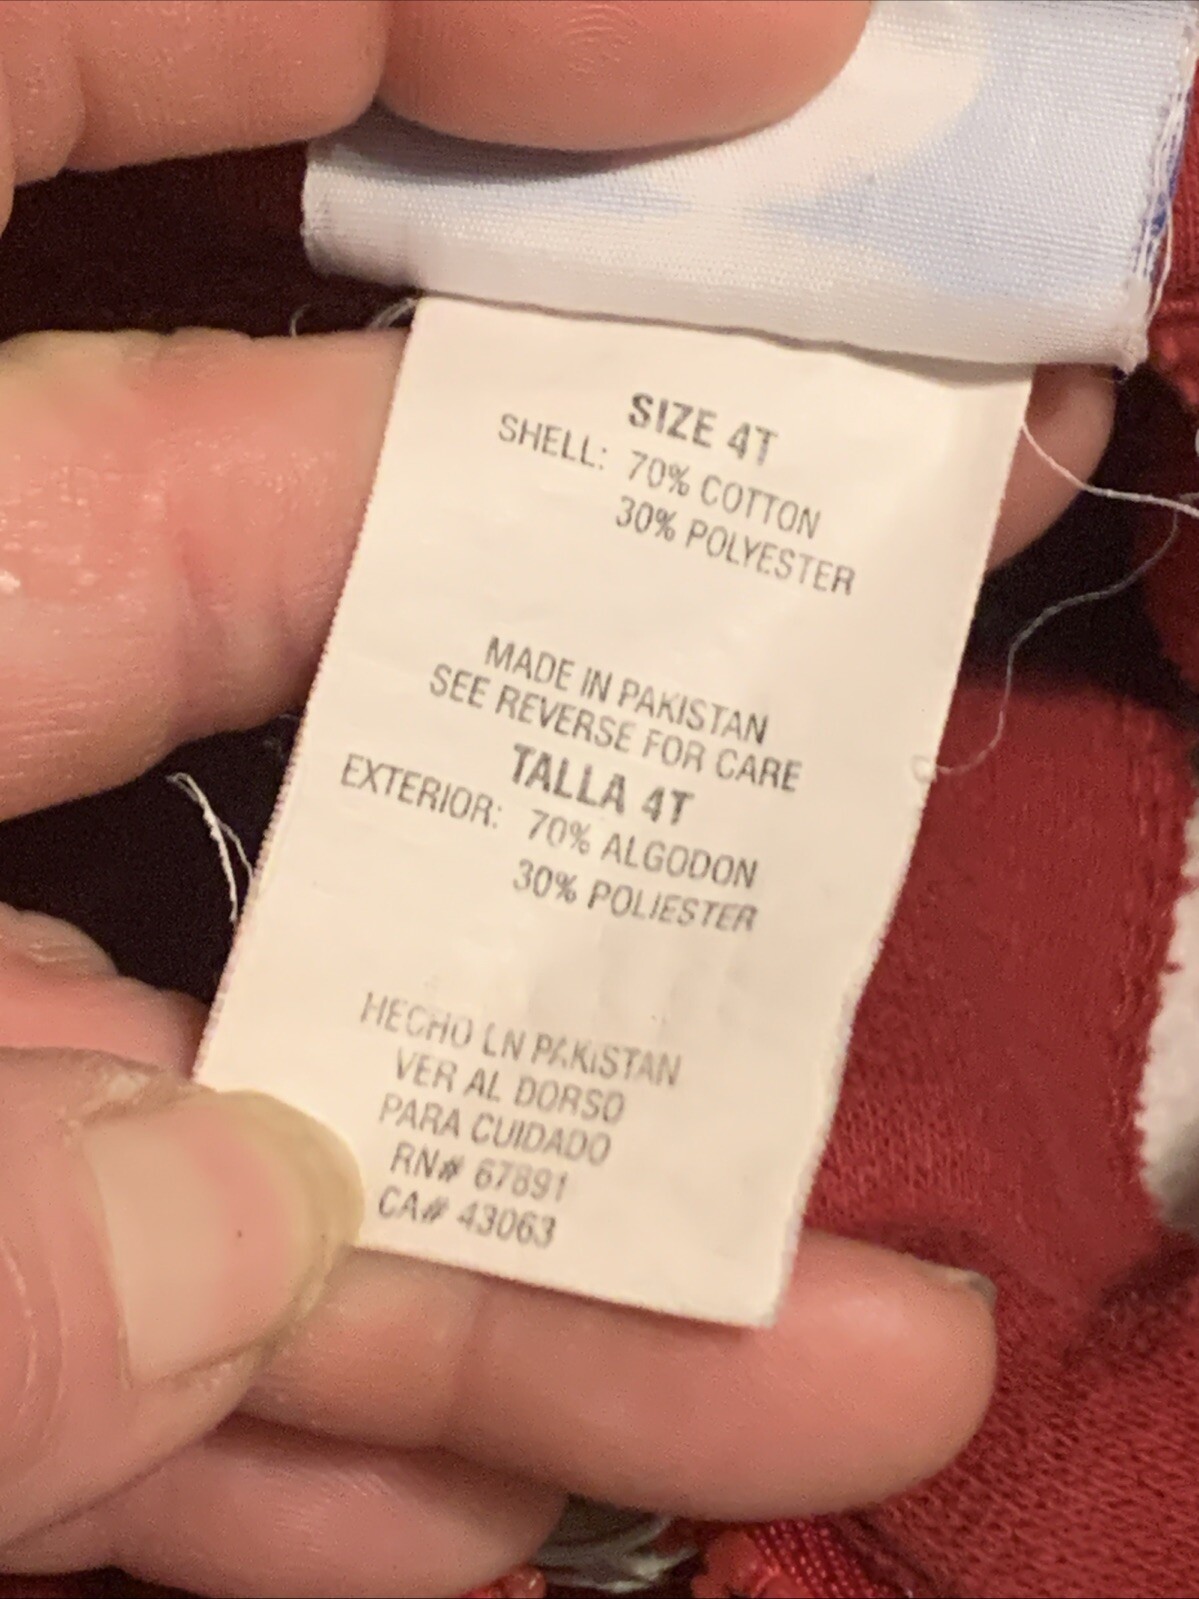 SIZE 4T
SHELL: 70% COTTON
30% POLYESTER
MADE IN PAKISTAN
SEE REVERSE FOR CARE
TALLA 4T
EXTERIOR: 70% ALGODON
30% POLIESTER
HECHO EN PAKISTAN
VER AL DORSO
PARA CUIDADO
RN# 67891
CA# 43063